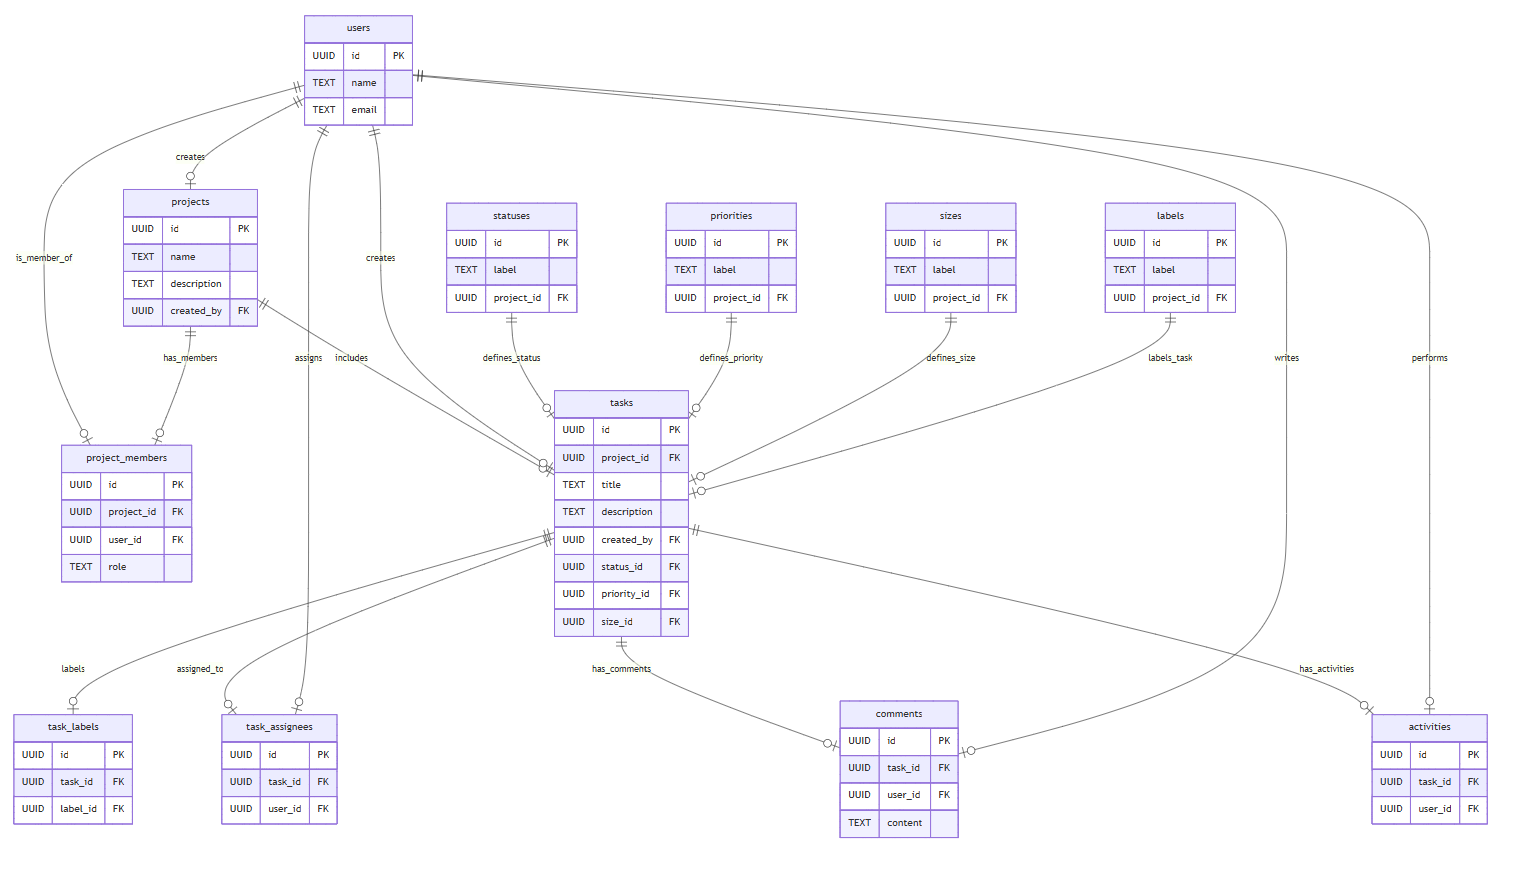 users
UUID id PK
TEXT name
TEXT email
creates
projects
UUID id PK
TEXT name
TEXT description
UUID created_by FK
statuses
UUID id PK
TEXT label
UUID project_id FK
priorities
UUID id PK
TEXT label
UUID project_id FK
sizes
UUID id PK
TEXT label
UUID project_id FK
labels
UUID id PK
TEXT label
UUID project_id FK
is_member_of
creates
has_members
assigns
includes
defines_status
defines_priority
defines_size
labels_task
writes
performs
project_members
UUID id PK
UUID project_id FK
UUID user_id FK
TEXT role
tasks
UUID id PK
UUID project_id FK
TEXT title
TEXT description
UUID created_by FK
UUID status_id FK
UUID priority_id FK
UUID size_id FK
labels
assigned_to
has_comments
has_activities
task_labels
UUID id PK
UUID task_id FK
UUID label_id FK
task_assignees
UUID id PK
UUID task_id FK
UUID user_id FK
comments
UUID id PK
UUID task_id FK
UUID user_id FK
TEXT content
activities
UUID id PK
UUID task_id FK
UUID user_id FK